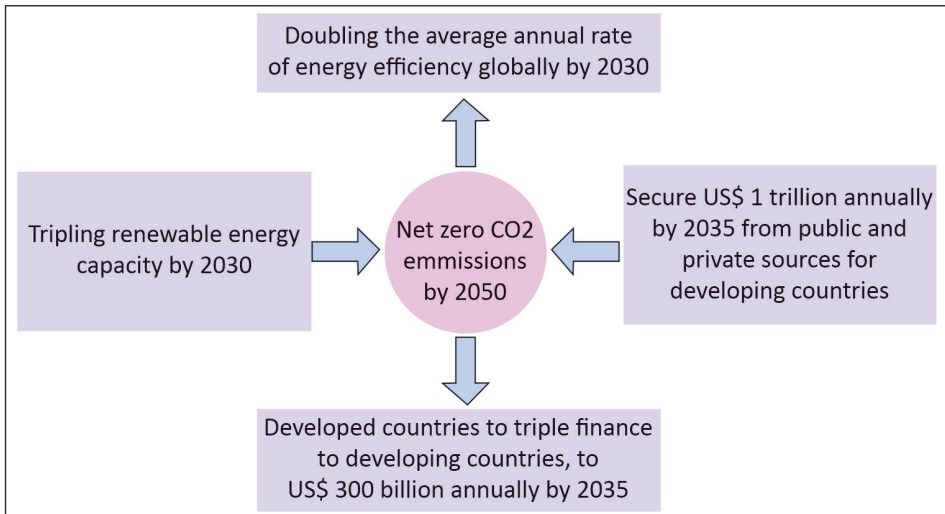 Doubling the average annual rate
of energy efficiency globally by 2030
Tripling renewable energy
capacity by 2030
Net zero CO2
emmissions
by 2050
Secure US$ 1 trillion annually
by 2035 from public and
private sources for
developing countries
Developed countries to triple finance
to developing countries, to
US$ 300 billion annually by 2035